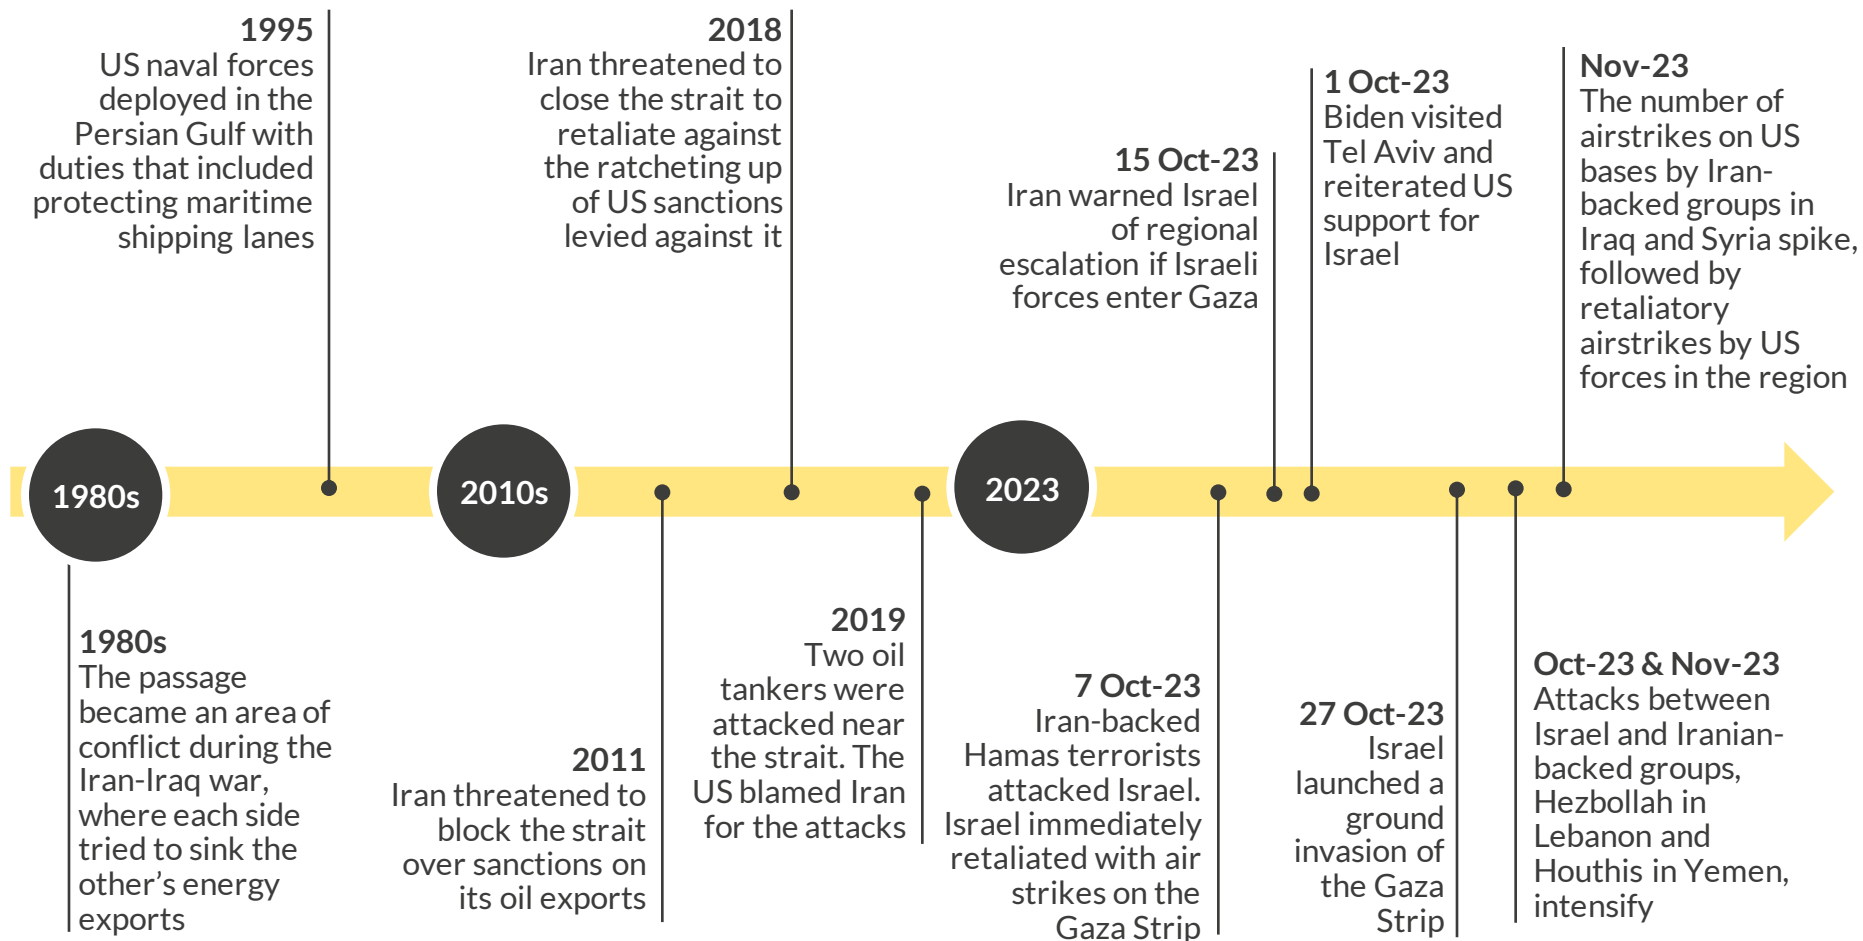 1995
US naval forces
deployed in the
Persian Gulf with
duties that included
protecting maritime
shipping lanes
2018
Iran threatened to
close the strait to
retaliate against
the ratcheting up
of US sanctions
levied against it
15 Oct-23
Iran warned Israel
of regional
escalation if Israeli
forces enter Gaza
1 Oct-23
Biden visited
Tel Aviv and
reiterated US
support for
Israel
Nov-23
The number of
airstrikes on US
bases by Iran-
backed groups in
Iraq and Syria spike,
followed by
retaliatory
airstrikes by US
forces in the region
1980s
2010s
2023
1980s
The passage
became an area of
conflict during the
Iran-Iraq war,
where each side
tried to sink the
other’s energy
exports
2011
Iran threatened to
block the strait
over sanctions on
its oil exports
2019
Two oil
tankers were
attacked near
the strait. The
US blamed Iran
for the attacks
7 Oct-23
Iran-backed
Hamas terrorists
attacked Israel.
Israel immediately
retaliated with air
strikes on the
Gaza Strip
27 Oct-23
Israel
launched a
ground
invasion of
the Gaza
Strip
Oct-23 & Nov-23
Attacks between
Israel and Iranian-
backed groups,
Hezbollah in
Lebanon and
Houthis in Yemen,
intensify